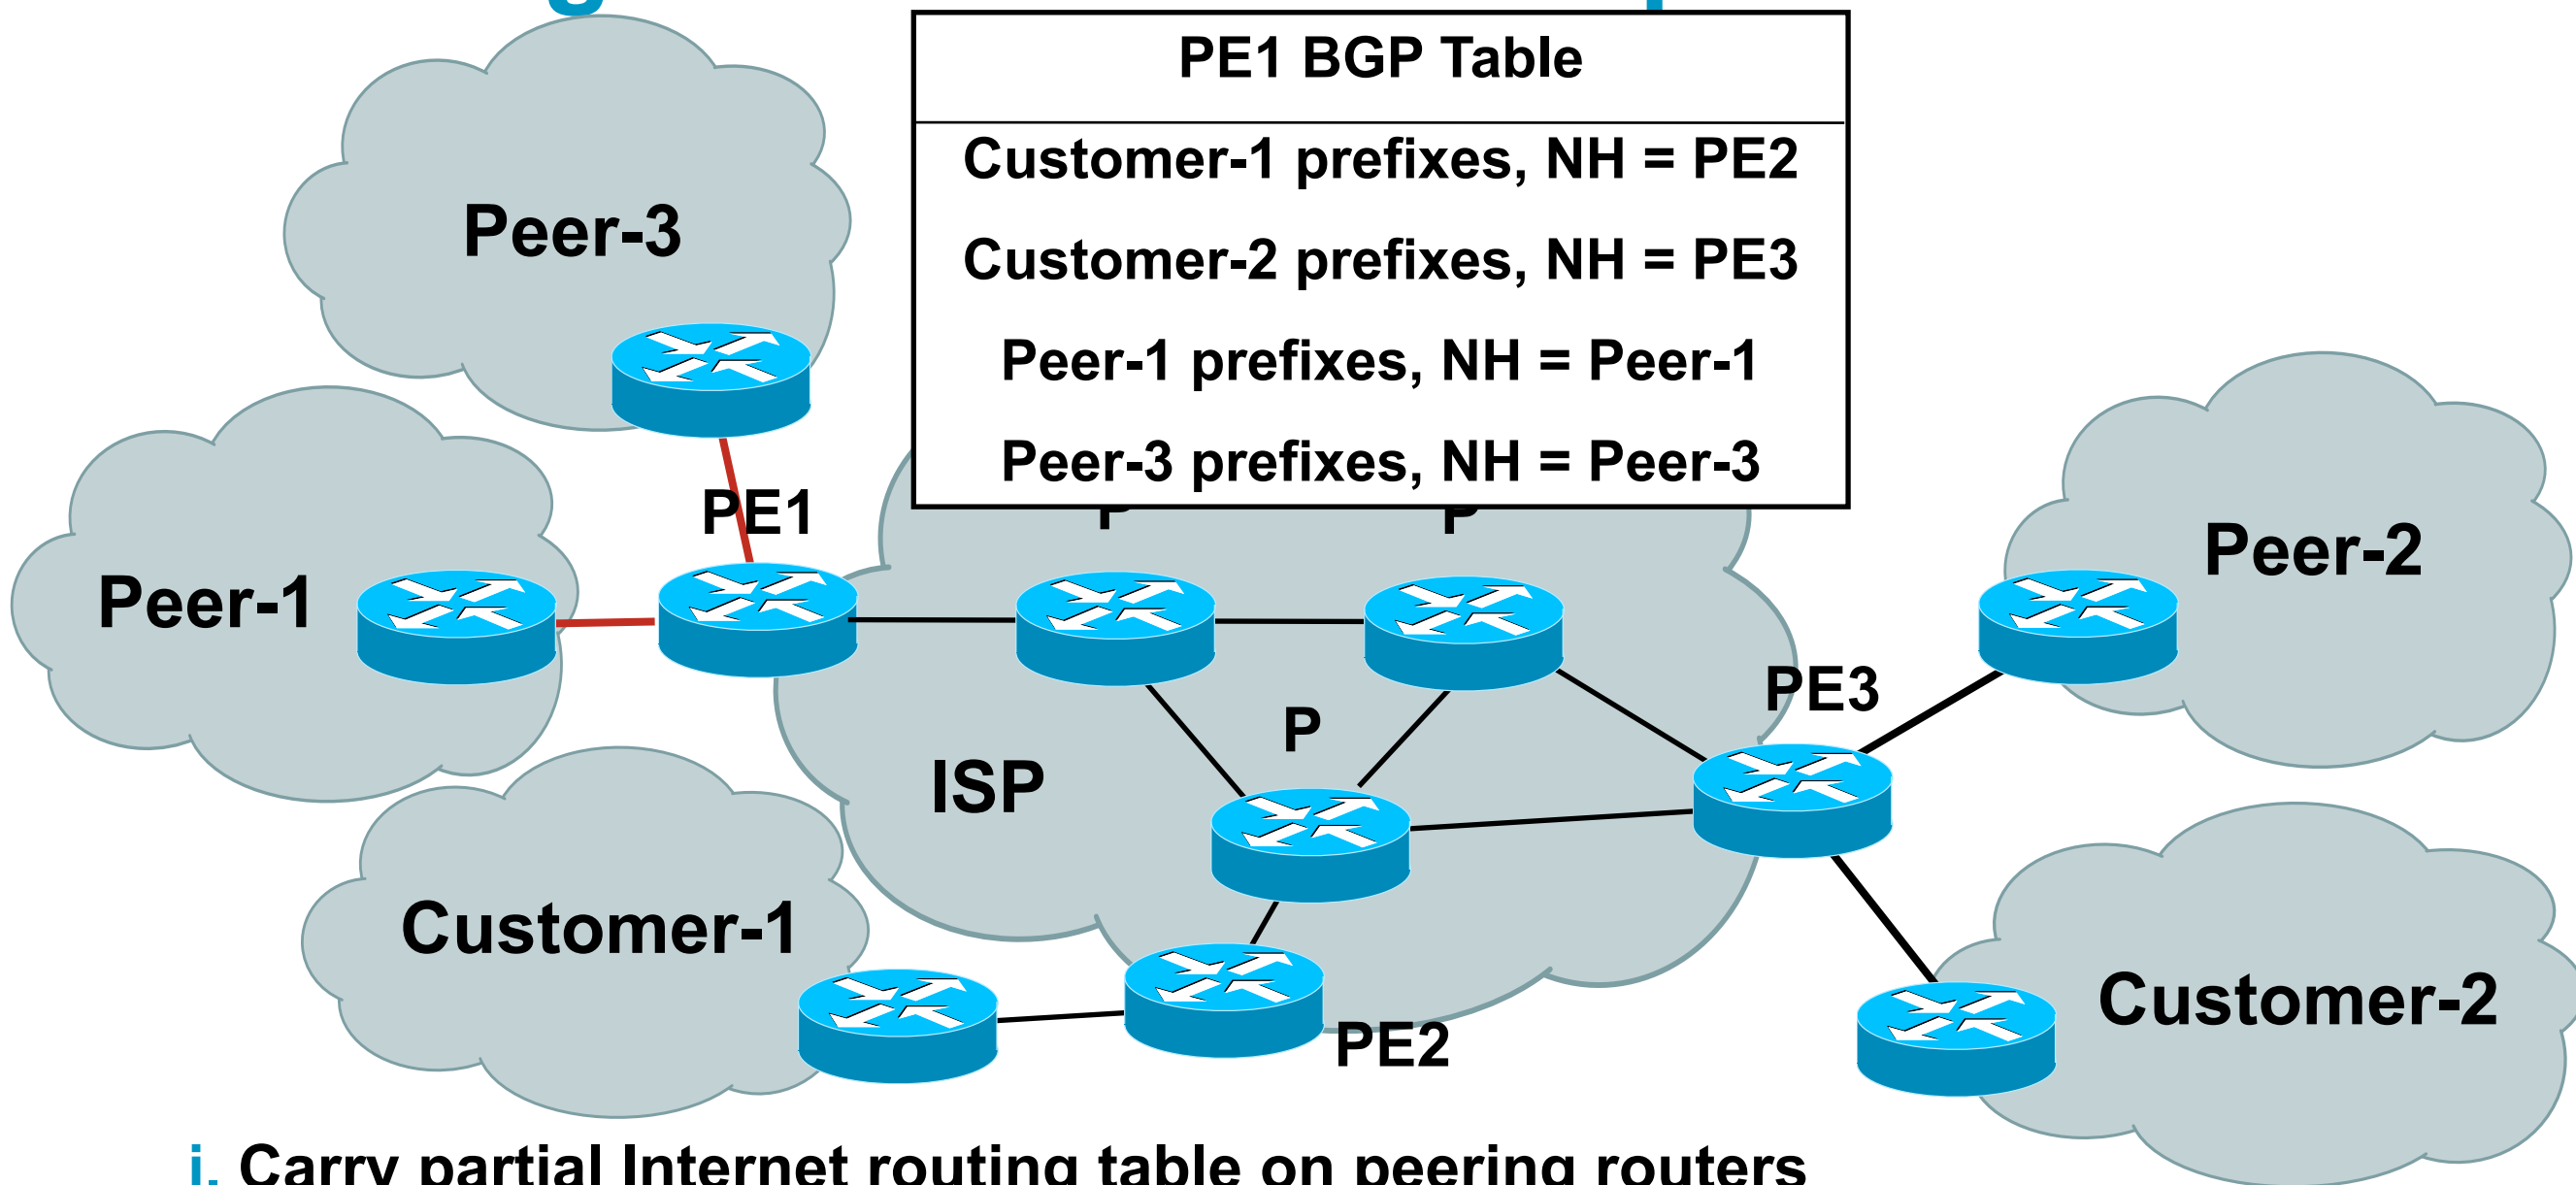 PE1 BGP Table
Customer-1 prefixes, NH = PE2
Customer-2 prefixes, NH = PE3
Peer-1 prefixes, NH = Peer-1
Peer-3 prefixes, NH = Peer-3
Peer-3
PE1
P
P
Peer-1
Peer-2
PE3
P
ISP
Customer-1
Customer-2
PE2
i. Carry partial Internet routing table on peering routers